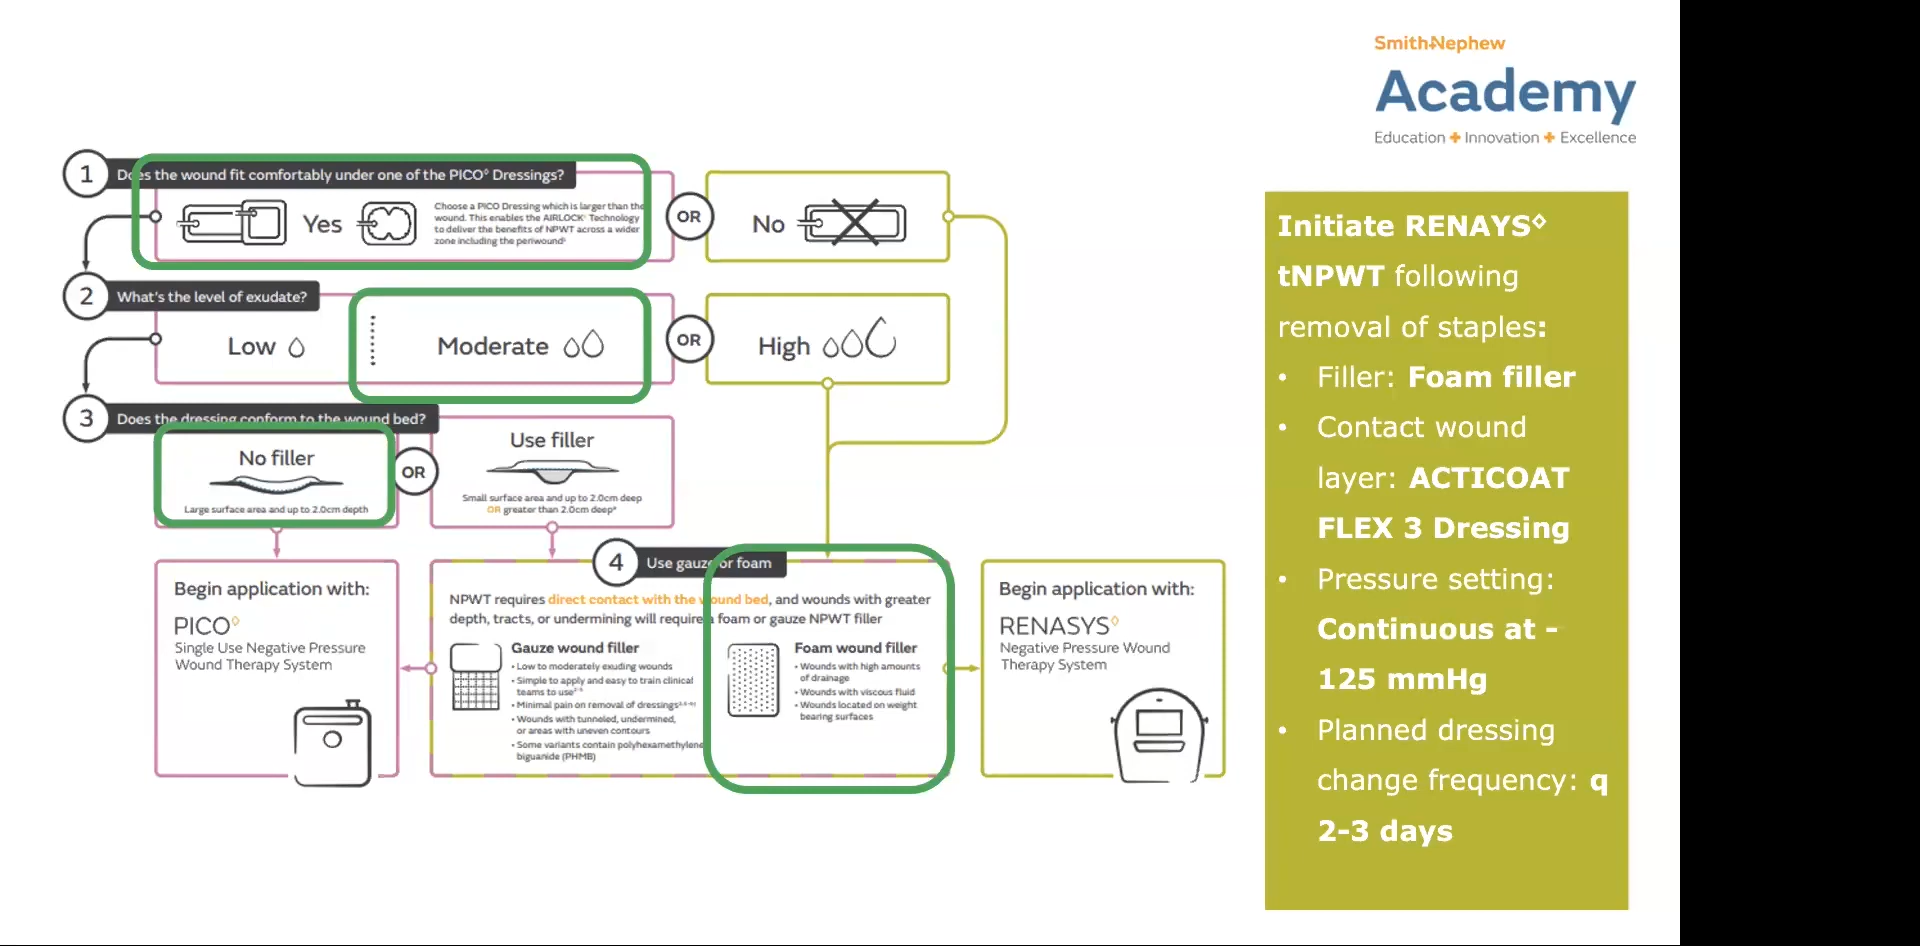 Smith+Nephew
Academy
Education + Innovation + Excellence
1
Does the wound fit comfortably under one of the PICO◊ Dressings?
Yes
Choose a PICO Dressing which is larger than the
wound. This enables the AIRLOCK◊ Technology
to deliver the benefits of NPWT across a wider
zone including the periwound
OR
No
2
What's the level of exudate?
Low
Moderate
OR
High
3
Does the dressing conform to the wound bed?
No filler
Large surface area and up to 2.0cm depth
OR
Use filler
Small surface area and up to 2.0cm deep
OR greater than 2.0cm deep*
4
Use gauze or foam
NPWT requires direct contact with the wound bed, and wounds with greater
depth, tracts, or undermining will require a foam or gauze NPWT filler
Gauze wound filler
• Low to moderately exuding wounds
• Simple to apply and easy to train clinical
teams to use
• Minimal pain on removal of dressings
• Wounds with tunneled, undermined,
or areas with uneven contours
• Some variants contain polyhexamethylene
biguanide (PHMB)
Foam wound filler
• Wounds with high amounts
of drainage
• Wounds with viscous fluid
• Wounds located on weight
bearing surfaces
Begin application with:
PICO◊
Single Use Negative Pressure
Wound Therapy System
Begin application with:
RENASYS◊
Negative Pressure Wound
Therapy System
Initiate RENAYS◊
tNPWT following
removal of staples:
• Filler: Foam filler
• Contact wound
layer: ACTICOAT
FLEX 3 Dressing
• Pressure setting:
Continuous at -
125 mmHg
• Planned dressing
change frequency: q
2-3 days